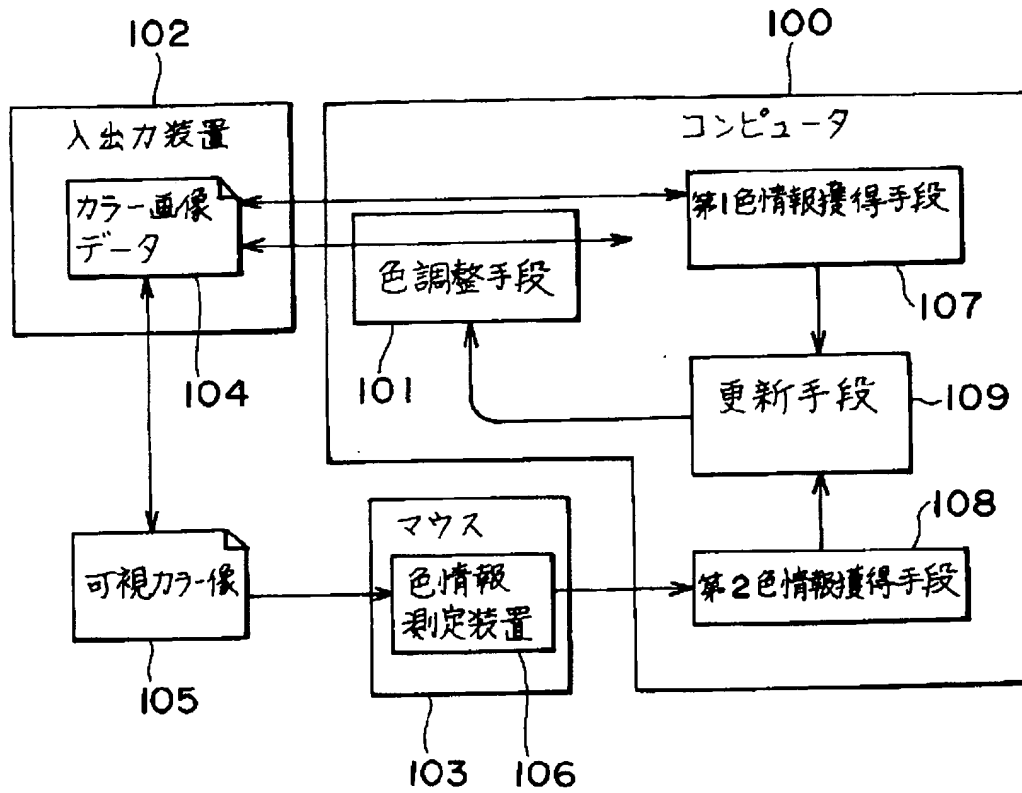 102
100
入出力装置
コンピュータ
カラー画像
データ
第1色情報獲得手段
色調整手段
107
104
101
更新手段
109
マウス
108
可視カラー像
色情報
測定装置
第2色情報獲得手段
105
103
106